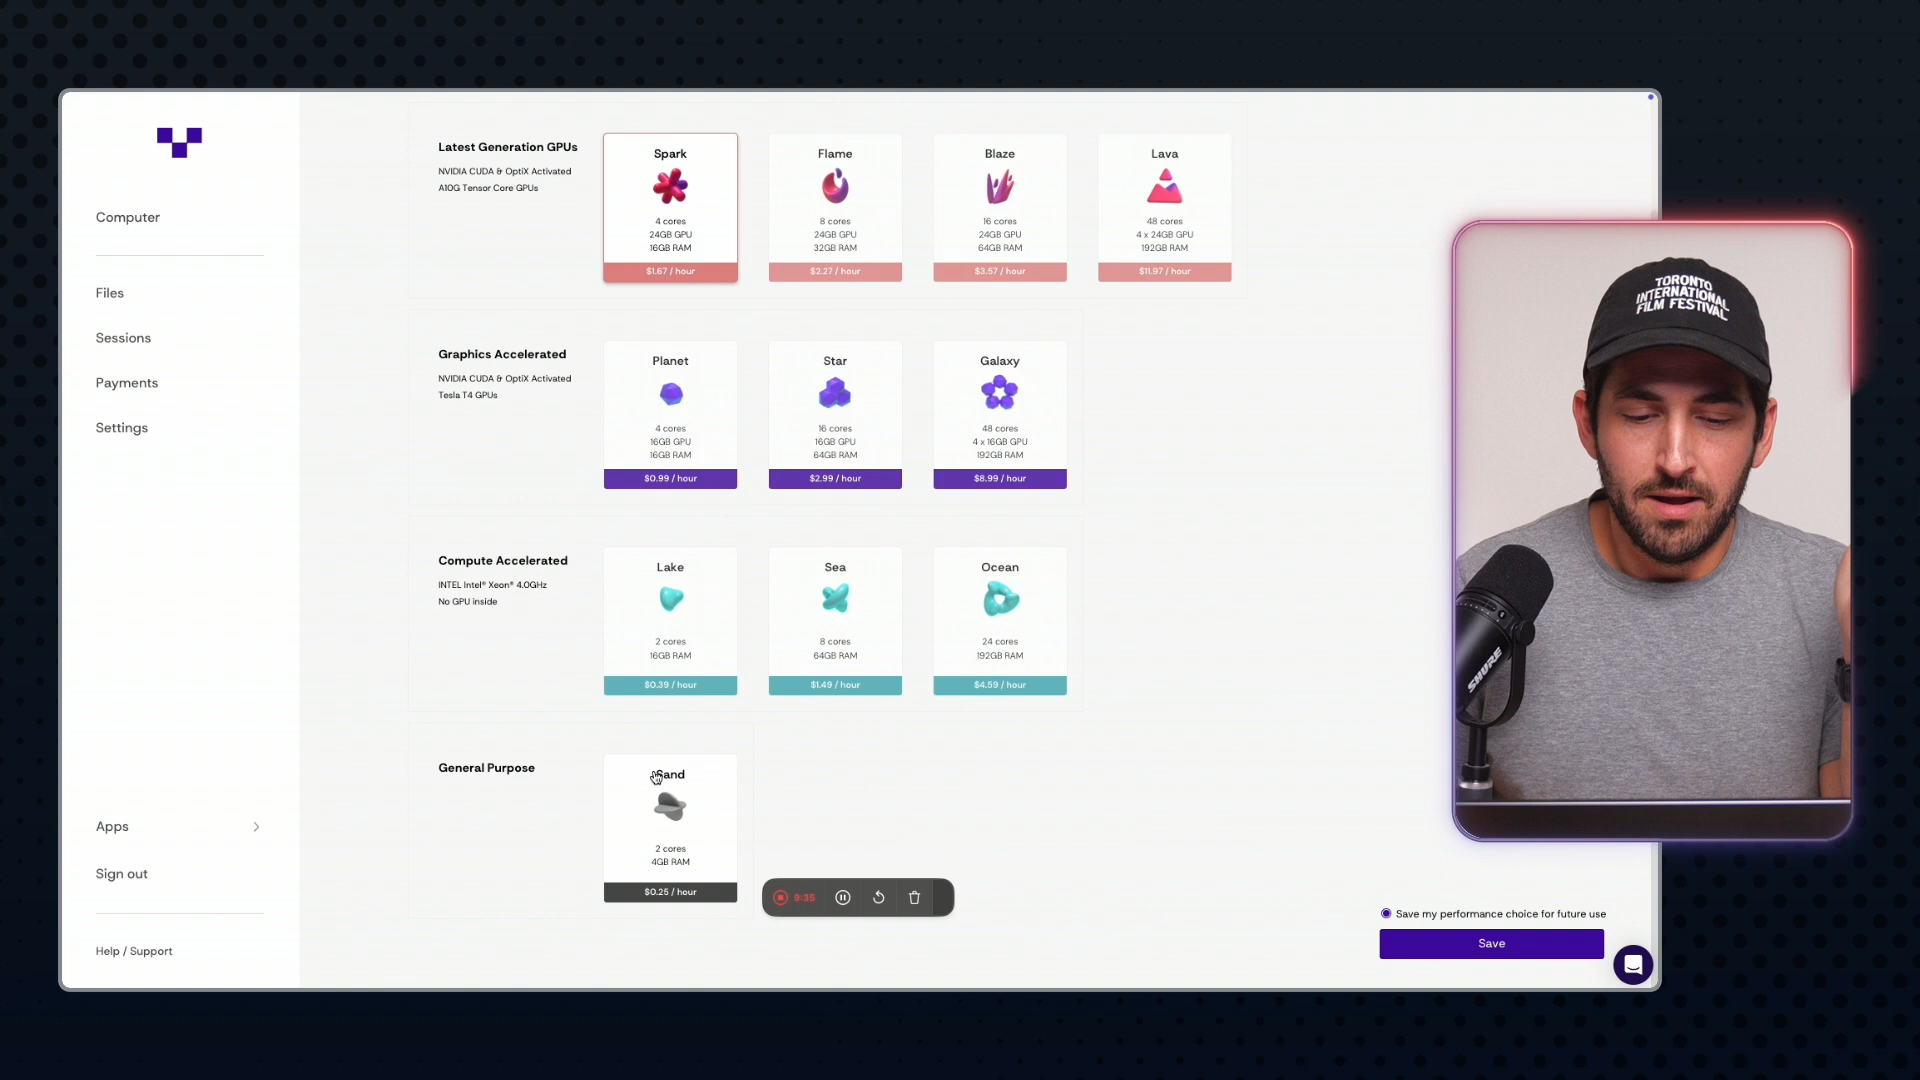 Computer
Files
Sessions
Payments
Settings
Apps
Sign out
Help / Support
Latest Generation GPUs
NVIDIA CUDA & OptiX Activated
A10G Tensor Core GPUs
Spark
4 cores
24GB GPU
16GB RAM
$1.67 / hour
Flame
8 cores
24GB GPU
32GB RAM
$2.27 / hour
Blaze
16 cores
24GB GPU
64GB RAM
$3.57 / hour
Lava
48 cores
4 x 24GB GPU
192GB RAM
$11.97 / hour
Graphics Accelerated
NVIDIA CUDA & OptiX Activated
Tesla T4 GPUs
Planet
4 cores
16GB GPU
16GB RAM
$0.99 / hour
Star
16 cores
16GB GPU
64GB RAM
$2.99 / hour
Galaxy
48 cores
4 x 16GB GPU
192GB RAM
$8.99 / hour
Compute Accelerated
INTEL Intel® Xeon® 4.0GHz
No GPU inside
Lake
2 cores
16GB RAM
$0.39 / hour
Sea
8 cores
64GB RAM
$1.49 / hour
Ocean
24 cores
192GB RAM
$4.59 / hour
General Purpose
Sand
2 cores
4GB RAM
$0.25 / hour
9:35
Save my performance choice for future use
Save
TORONTO
INTERNATIONAL
FILM FESTIVAL
SHURE